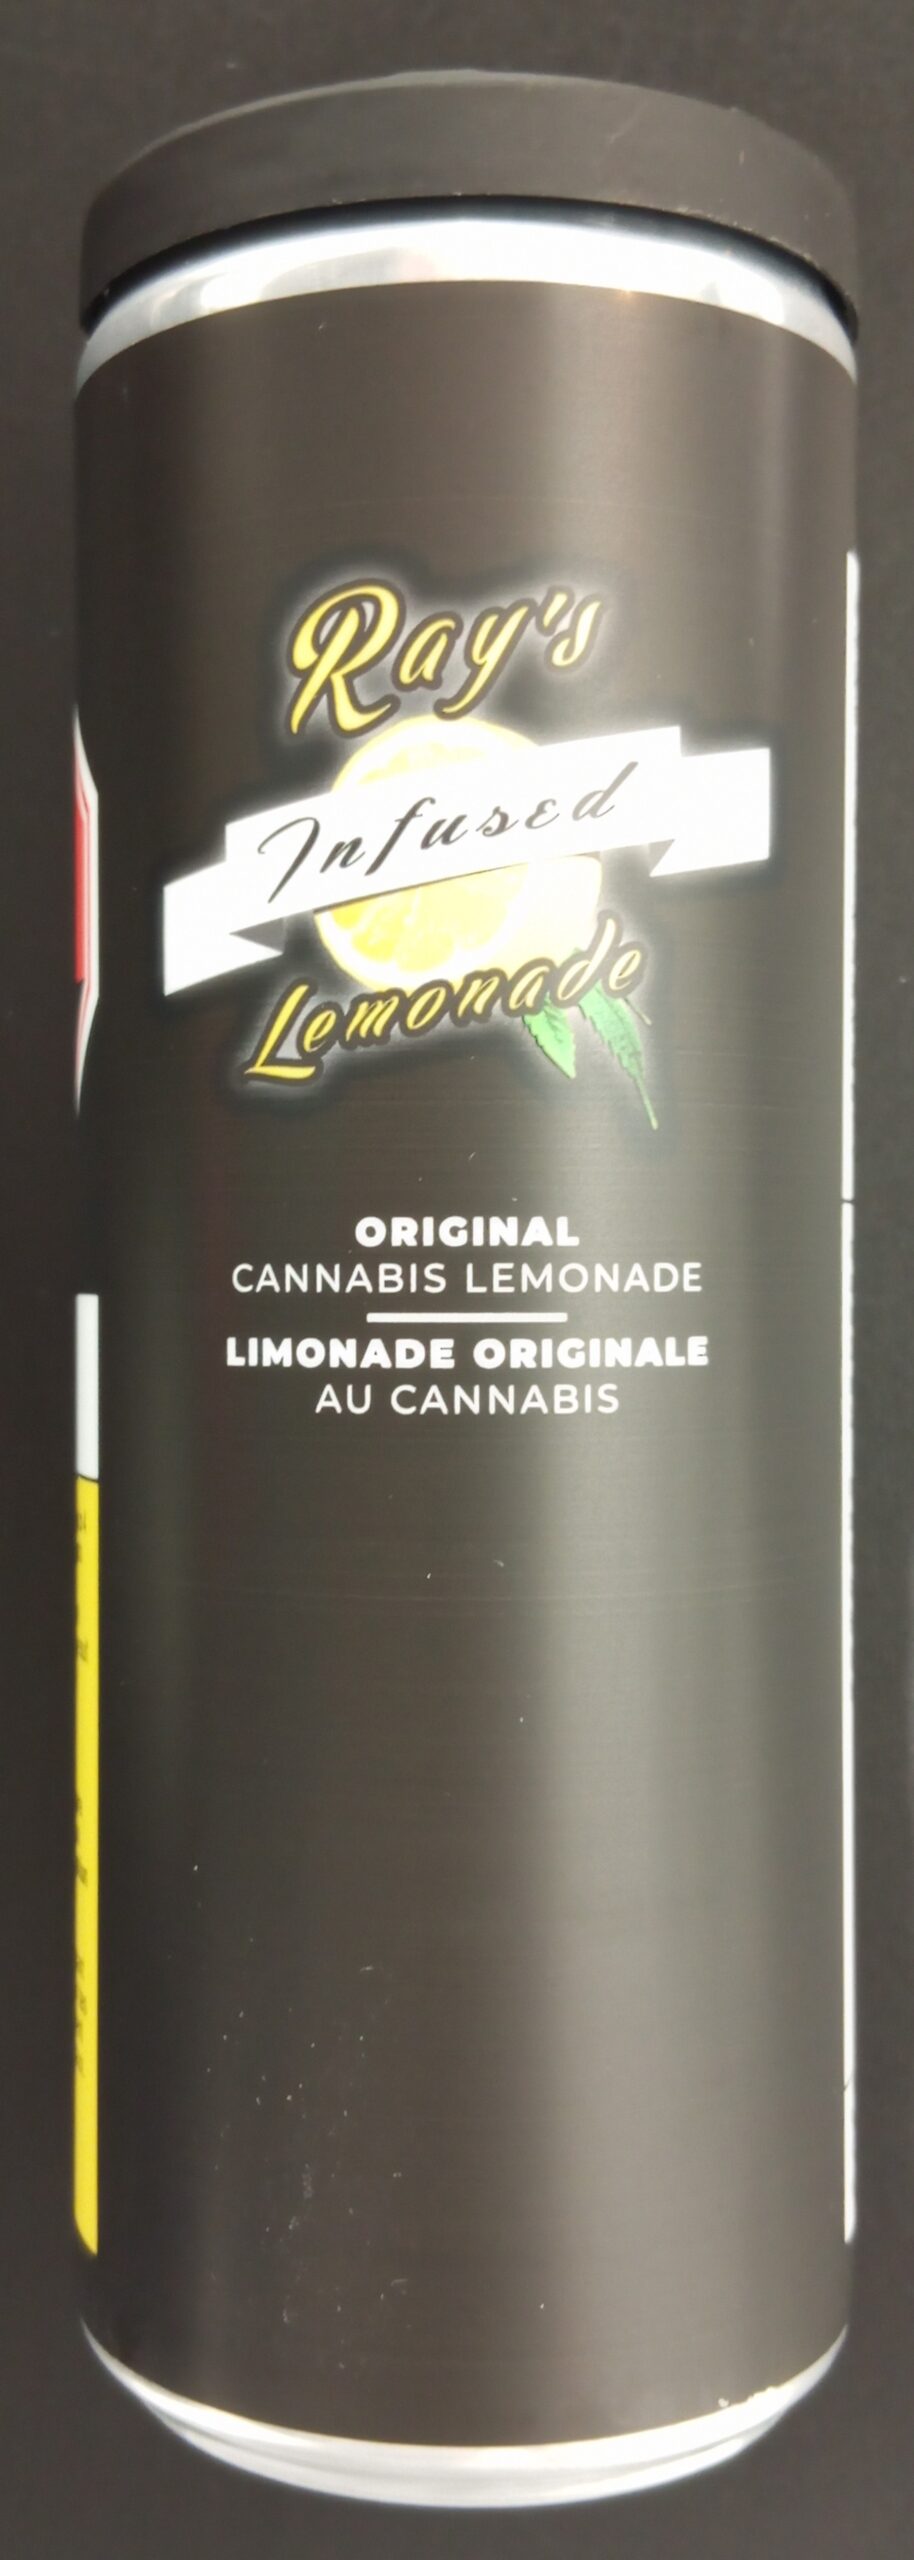 Ray's
Infused
Lemonade
ORIGINAL
CANNABIS LEMONADE
LIMONADE ORIGINALE
AU CANNABIS